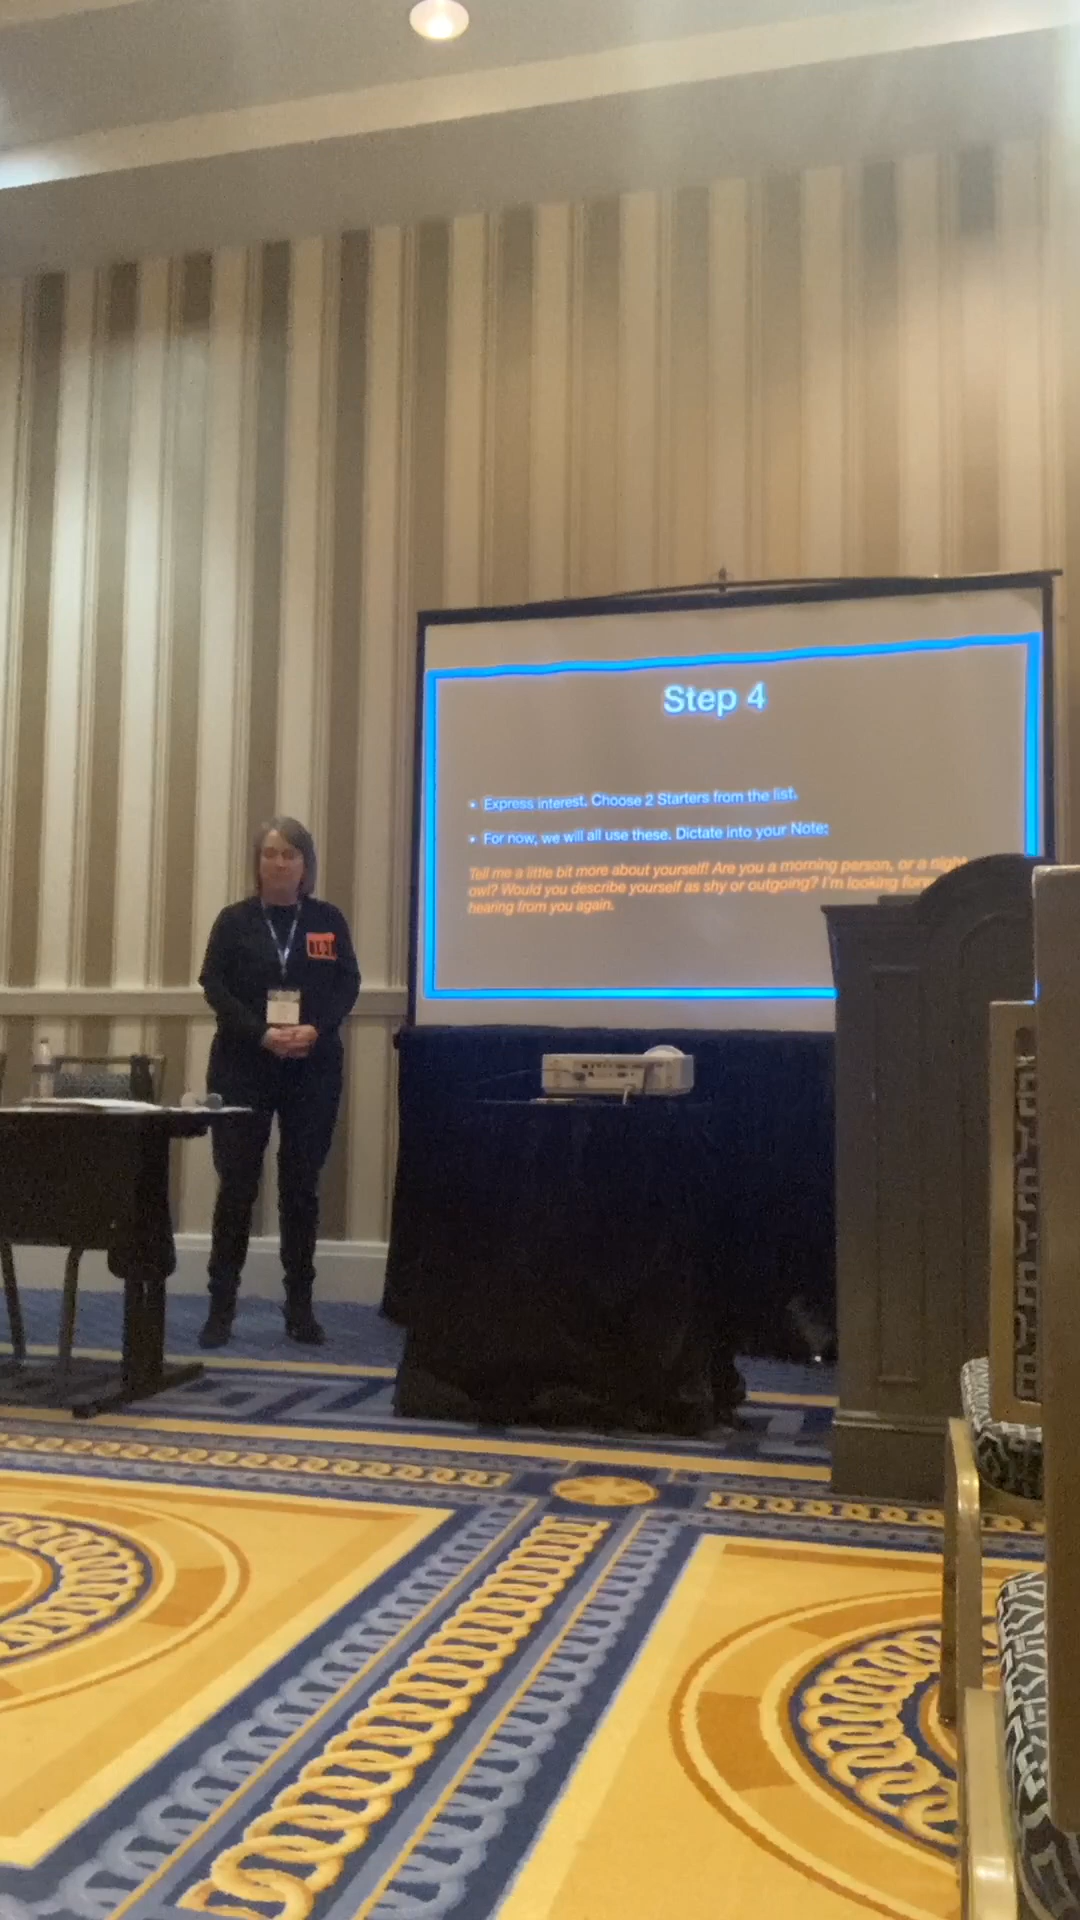 Step 4
• Express interest. Choose 2 Starters from the list.
• For now, we will all use these. Dictate into your Note:
Tell me a little bit more about yourself! Are you a morning person, or a night
owl? Would you describe yourself as shy or outgoing? I'm looking
hearing from you again.